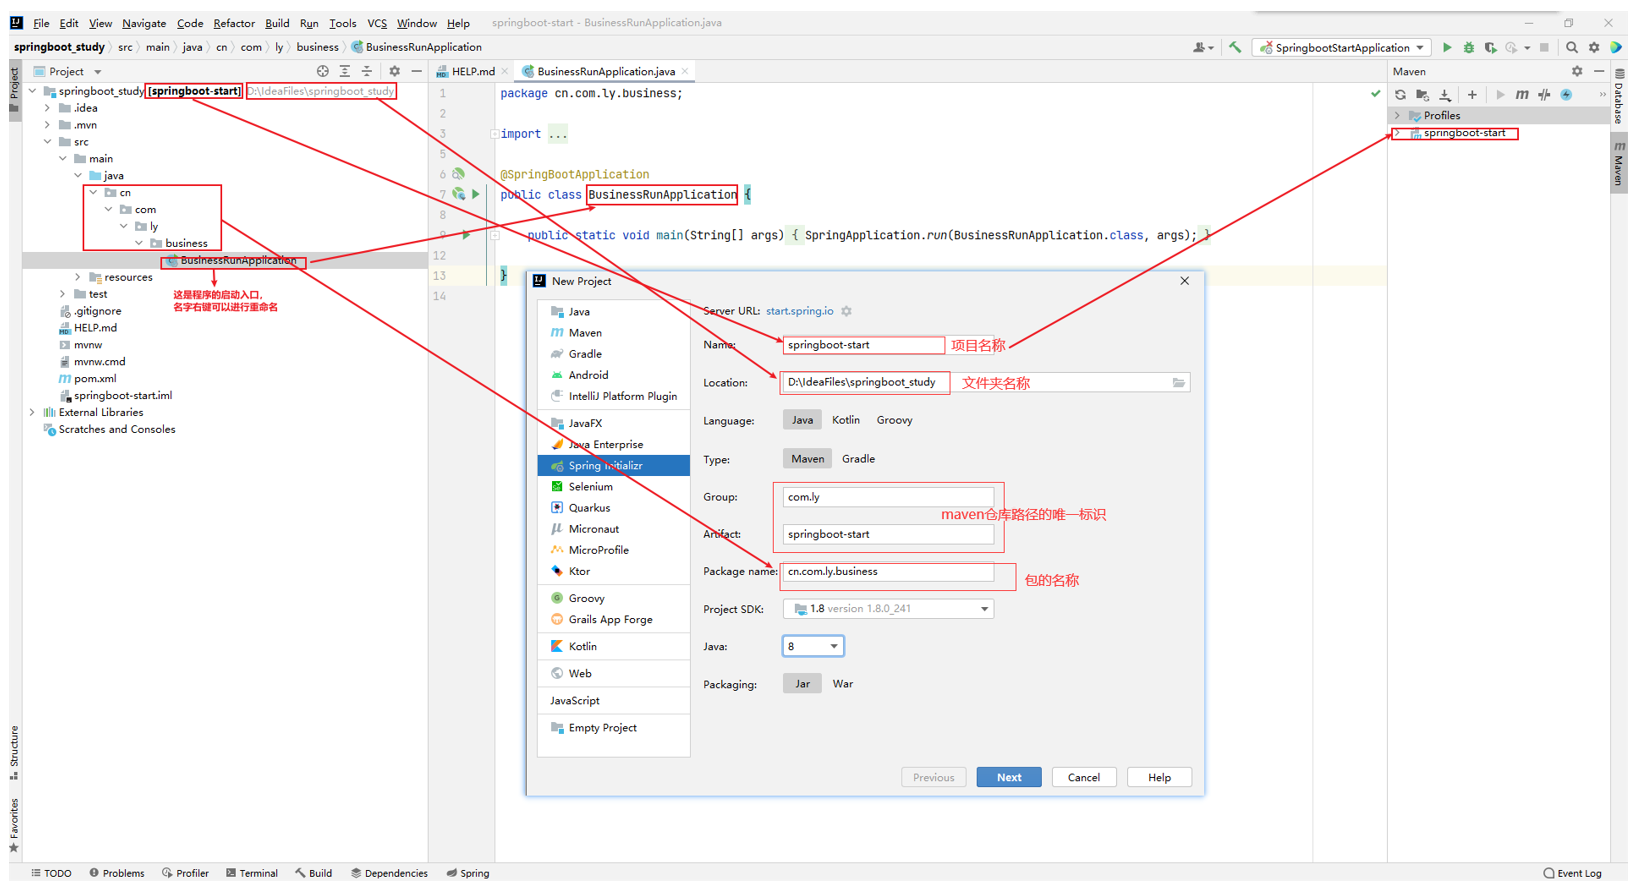 File Edit View Navigate Code Refactor Build Run Tools VCS Window Help springboot-start - BusinessRunApplication.java
springboot_study src main java cn com ly business BusinessRunApplication
SpringbootStartApplication
Project
HELP.md
BusinessRunApplication.java
Maven
Project
Structure
Favorites
Database
Maven
springboot_study [springboot-start] D:\IdeaFiles\springboot_study
.idea
.mvn
src
main
java
cn
com
ly
business
BusinessRunApplication
resources
test
.gitignore
HELP.md
mvnw
mvnw.cmd
pom.xml
springboot-start.iml
External Libraries
Scratches and Consoles
这是程序的启动入口，
名字右键可以进行重命名
1 package cn.com.ly.business;
2
3 import ...
5
6 @SpringBootApplication
7 public class BusinessRunApplication {
8
9 public static void main(String[] args) { SpringApplication.run(BusinessRunApplication.class, args); }
12
13 }
14
Profiles
springboot-start
New Project
Java
Maven
Gradle
Android
IntelliJ Platform Plugin
JavaFX
Java Enterprise
Spring Initializr
Selenium
Quarkus
Micronaut
MicroProfile
Ktor
Groovy
Grails App Forge
Kotlin
Web
JavaScript
Empty Project
Server URL: start.spring.io
Name: springboot-start 项目名称
Location: D:\IdeaFiles\springboot_study 文件夹名称
Language: Java Kotlin Groovy
Type: Maven Gradle
Group: com.ly
maven仓库路径的唯一标识
Artifact: springboot-start
Package name: cn.com.ly.business 包的名称
Project SDK: 1.8 version 1.8.0_241
Java: 8
Packaging: Jar War
Previous Next Cancel Help
TODO Problems Profiler Terminal Build Dependencies Spring Event Log